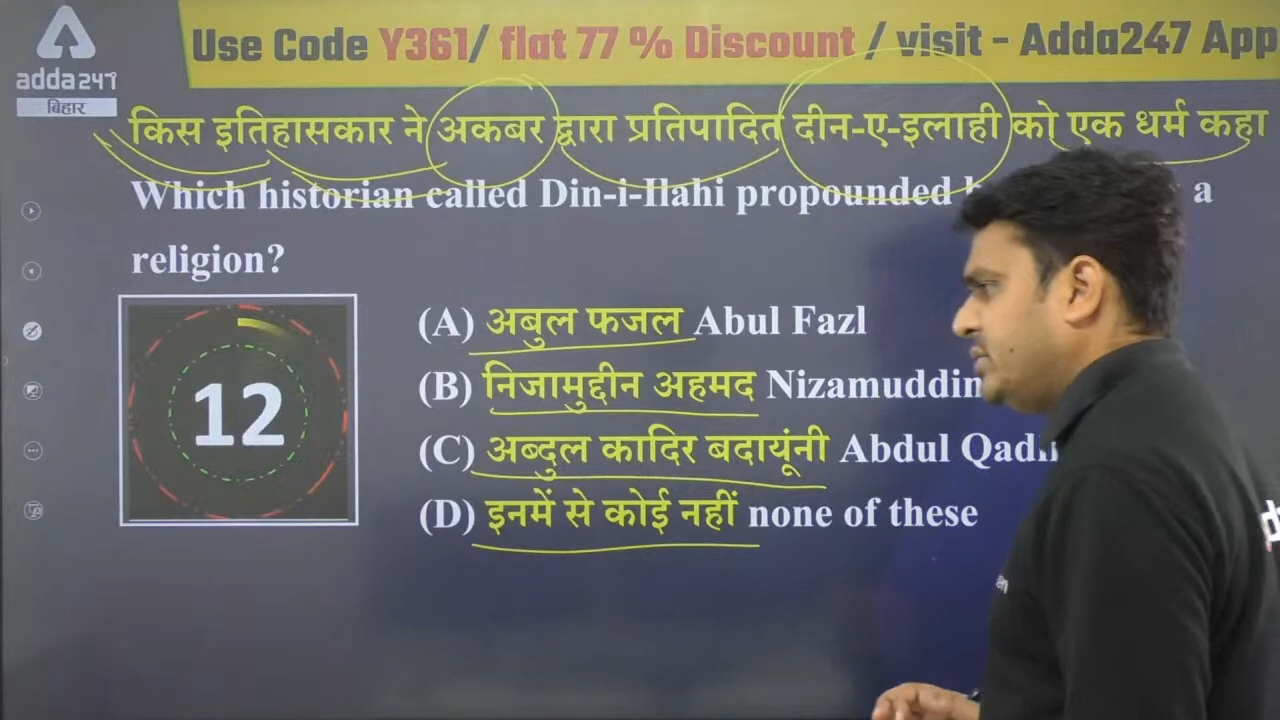 Use Code Y361/ flat 77 % Discount / visit - Adda247 App
adda247
बिहार
किस इतिहासकार ने अकबर द्वारा प्रतिपादित दीन-ए-इलाही को एक धर्म कहा
Which historian called Din-i-Ilahi propounded a
religion?
12
(A) अबुल फजल Abul Fazl
(B) निजामुद्दीन अहमद Nizamuddin
(C) अब्दुल कादिर बदायूंनी Abdul
(D) इनमें से कोई नहीं none of these